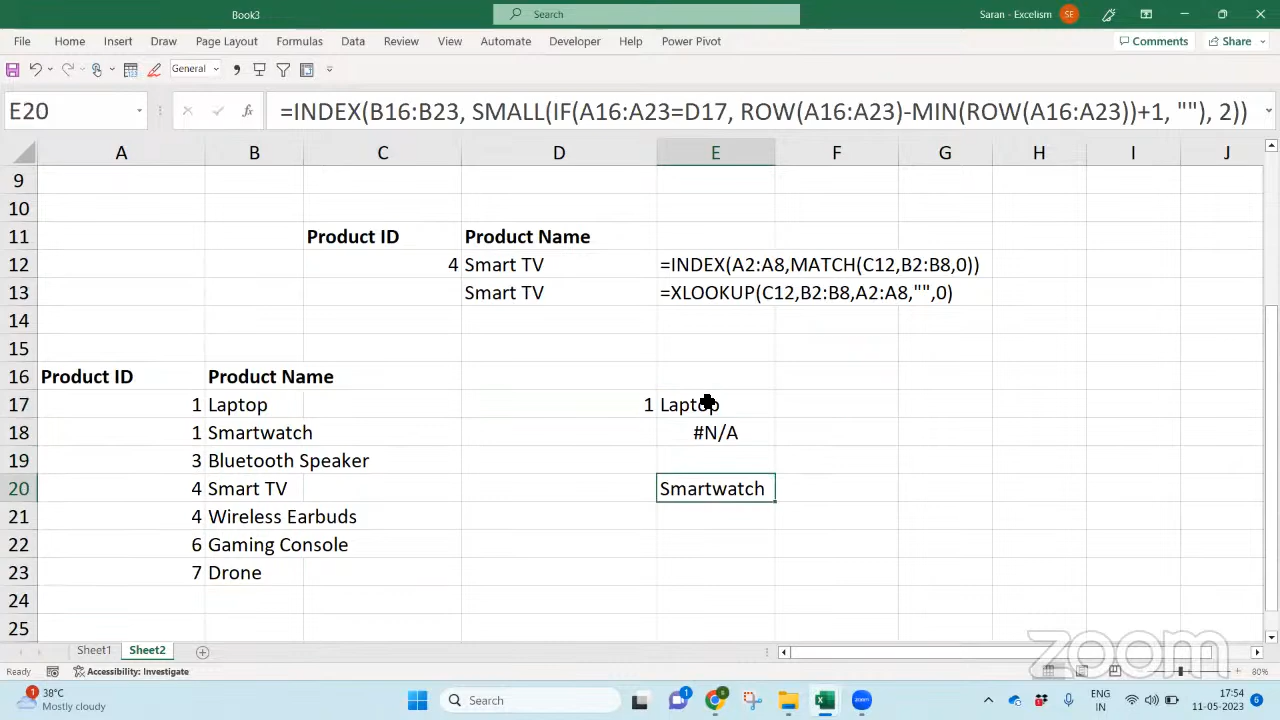 Book3
Search
Saran - Excelism
SE
File Home Insert Draw Page Layout Formulas Data Review View Automate Developer Help Power Pivot Comments Share
General
E20 fx =INDEX(B16:B23, SMALL(IF(A16:A23=D17, ROW(A16:A23)-MIN(ROW(A16:A23))+1, ""), 2))
A B C D E F G H I J
9
10
11 Product ID Product Name
12 4 Smart TV =INDEX(A2:A8,MATCH(C12,B2:B8,0))
13 Smart TV =XLOOKUP(C12,B2:B8,A2:A8,"",0)
14
15
16 Product ID Product Name
17 1 Laptop 1 Laptop
18 1 Smartwatch #N/A
19 3 Bluetooth Speaker
20 4 Smart TV Smartwatch
21 4 Wireless Earbuds
22 6 Gaming Console
23 7 Drone
24
25
zoom
Sheet1 Sheet2
Ready Accessibility: Investigate 80%
1 38°C
Mostly cloudy
Search
1
ENG
IN
17:54
11-05-2023
6